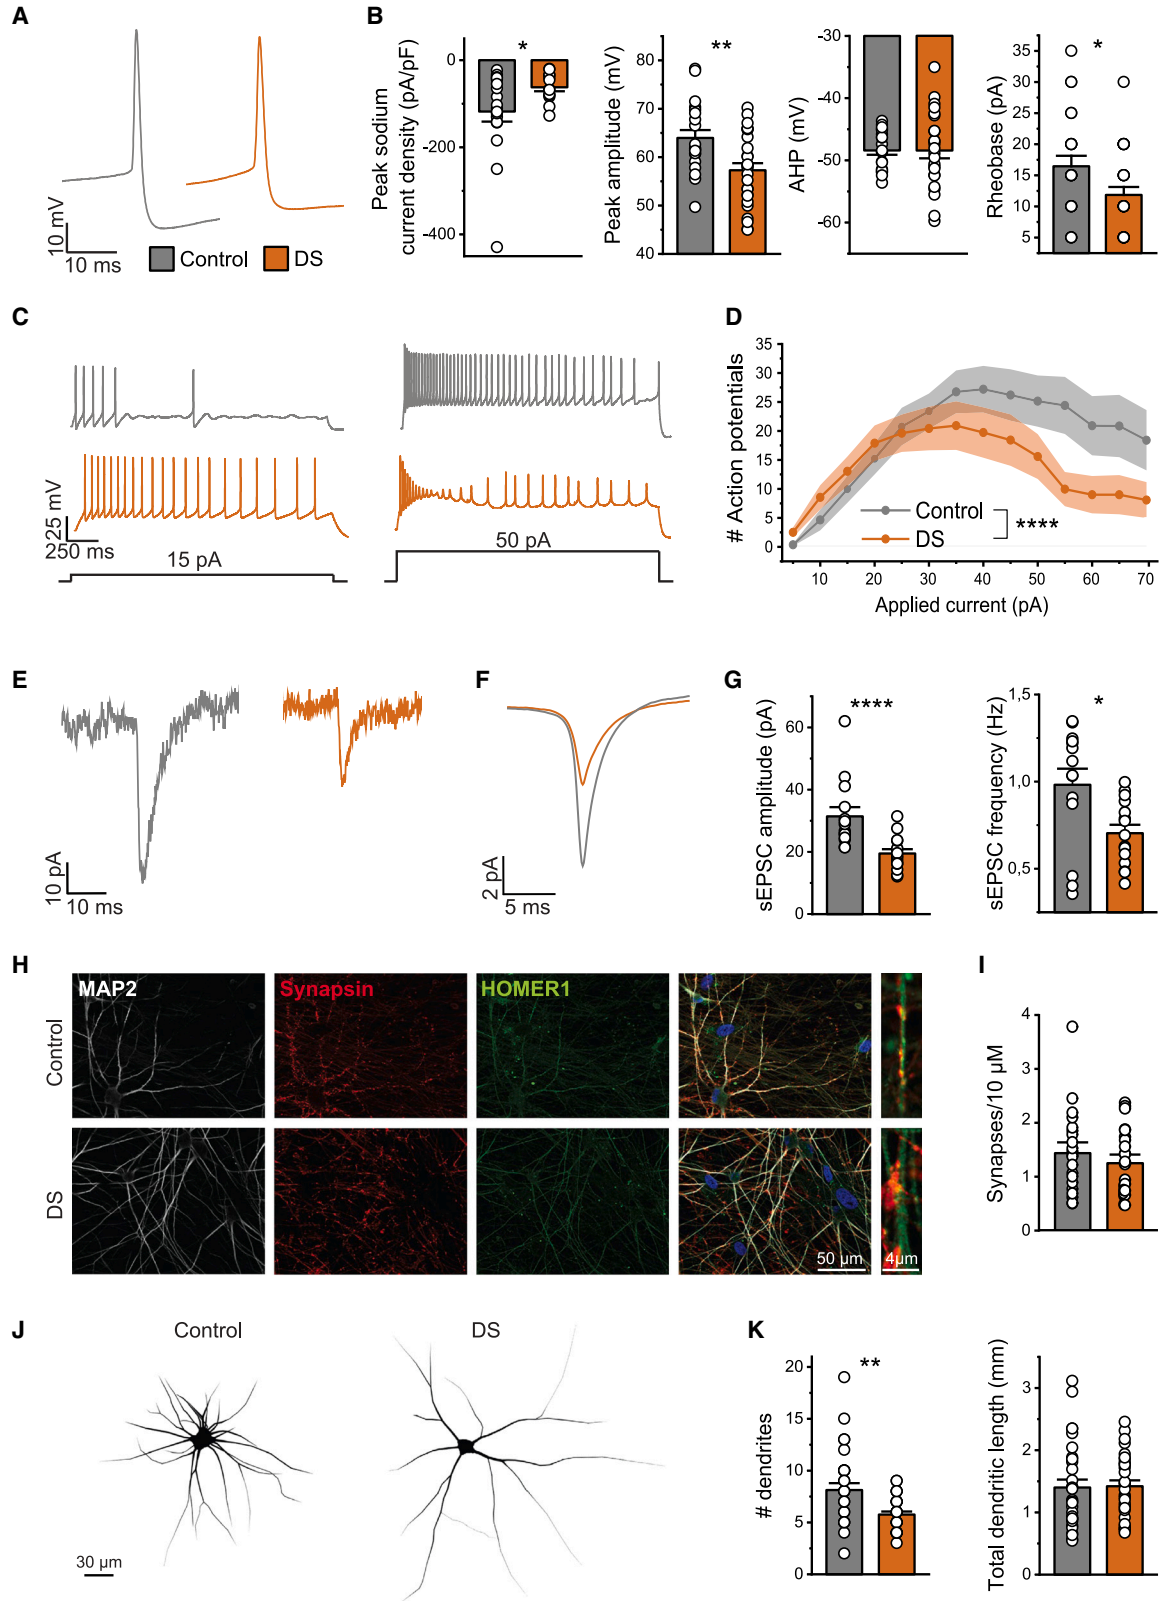 A
10 mV
10 ms
Control
DS
B
Peak sodium
current density (pA/pF)
0
-200
-400
*
Peak amplitude (mV)
85
70
60
50
40
**
AHP (mV)
-30
-40
-50
-60
Rheobase (pA)
35
30
25
20
15
10
5
*
C
225 mV
250 ms
15 pA
50 pA
D
# Action potentials
35
30
25
20
15
10
5
0
Control
DS
****
10 20 30 40 50 60 70
Applied current (pA)
E
10 pA
10 ms
F
2 pA
5 ms
G
sEPSC amplitude (pA)
60
40
20
0
****
sEPSC frequency (Hz)
1,5
1,0
0,5
*
H
Control
DS
MAP2
Synapsin
HOMER1
50 µm
4µm
I
Synapses/10 µM
4
3
2
1
0
J
Control
DS
30 µm
K
# dendrites
20
15
10
5
0
**
Total dendritic length (mm)
3
2
1
0